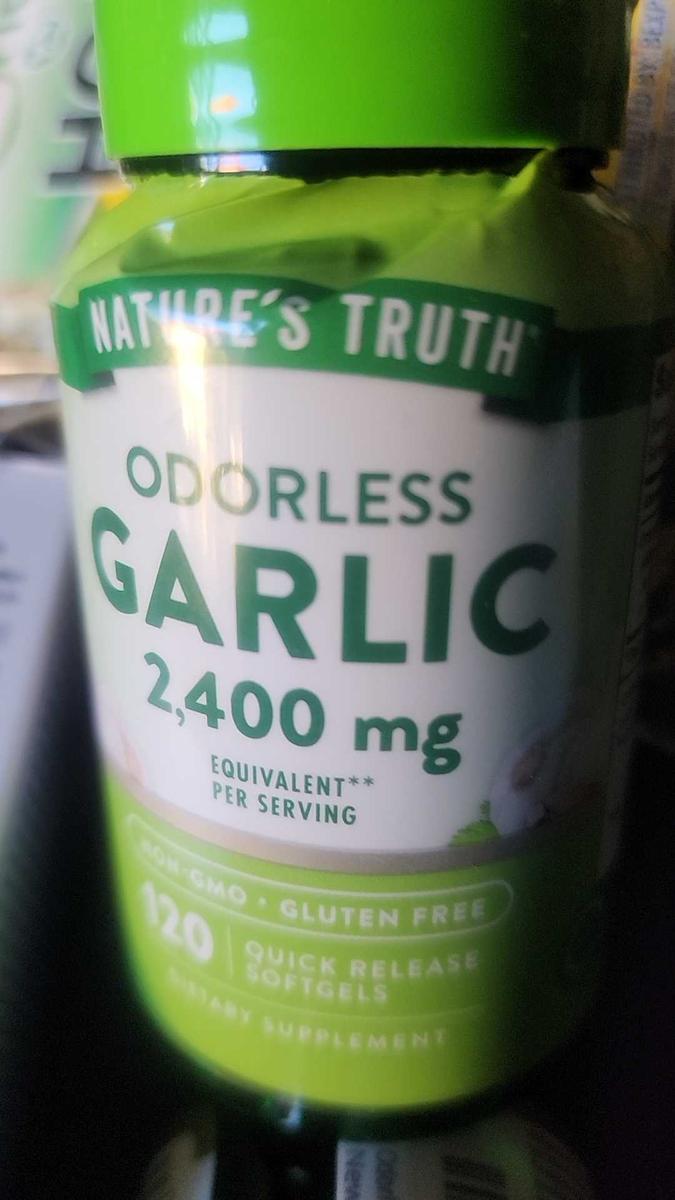 NATURE'S TRUTH™
ODORLESS
GARLIC
2,400 mg
EQUIVALENT**
PER SERVING
NON-GMO • GLUTEN FREE
120
QUICK RELEASE
SOFTGELS
DIETARY SUPPLEMENT